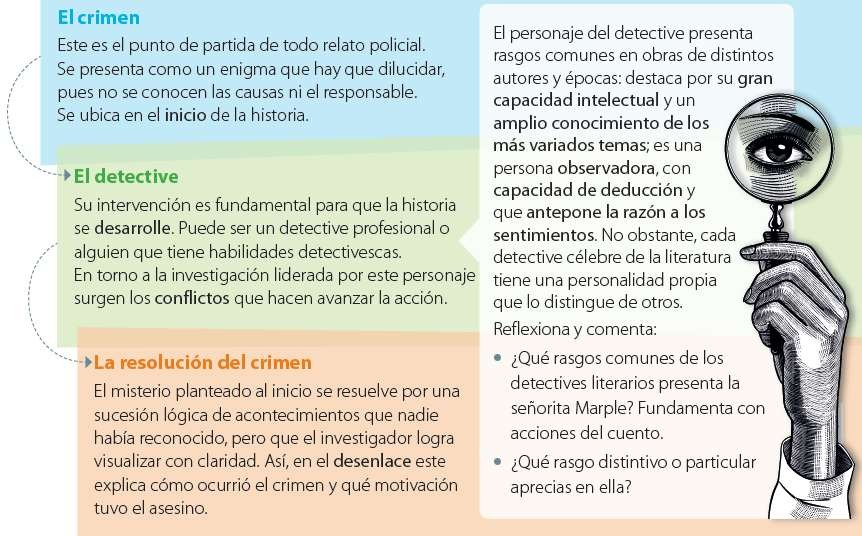 El crimen
Este es el punto de partida de todo relato policial.
Se presenta como un enigma que hay que dilucidar,
pues no se conocen las causas ni el responsable.
Se ubica en el inicio de la historia.
El detective
Su intervención es fundamental para que la historia
se desarrolle. Puede ser un detective profesional o
alguien que tiene habilidades detectivescas.
En torno a la investigación liderada por este personaje
surgen los conflictos que hacen avanzar la acción.
La resolución del crimen
El misterio planteado al inicio se resuelve por una
sucesión lógica de acontecimientos que nadie
había reconocido, pero que el investigador logra
visualizar con claridad. Así, en el desenlace este
explica cómo ocurrió el crimen y qué motivación
tuvo el asesino.
El personaje del detective presenta
rasgos comunes en obras de distintos
autores y épocas: destaca por su gran
capacidad intelectual y un
amplio conocimiento de los
más variados temas; es una
persona observadora, con
capacidad de deducción y
que antepone la razón a los
sentimientos. No obstante, cada
detective célebre de la literatura
tiene una personalidad propia
que lo distingue de otros.
Reflexiona y comenta:
• ¿Qué rasgos comunes de los
detectives literarios presenta la
señorita Marple? Fundamenta con
acciones del cuento.
• ¿Qué rasgo distintivo o particular
aprecias en ella?